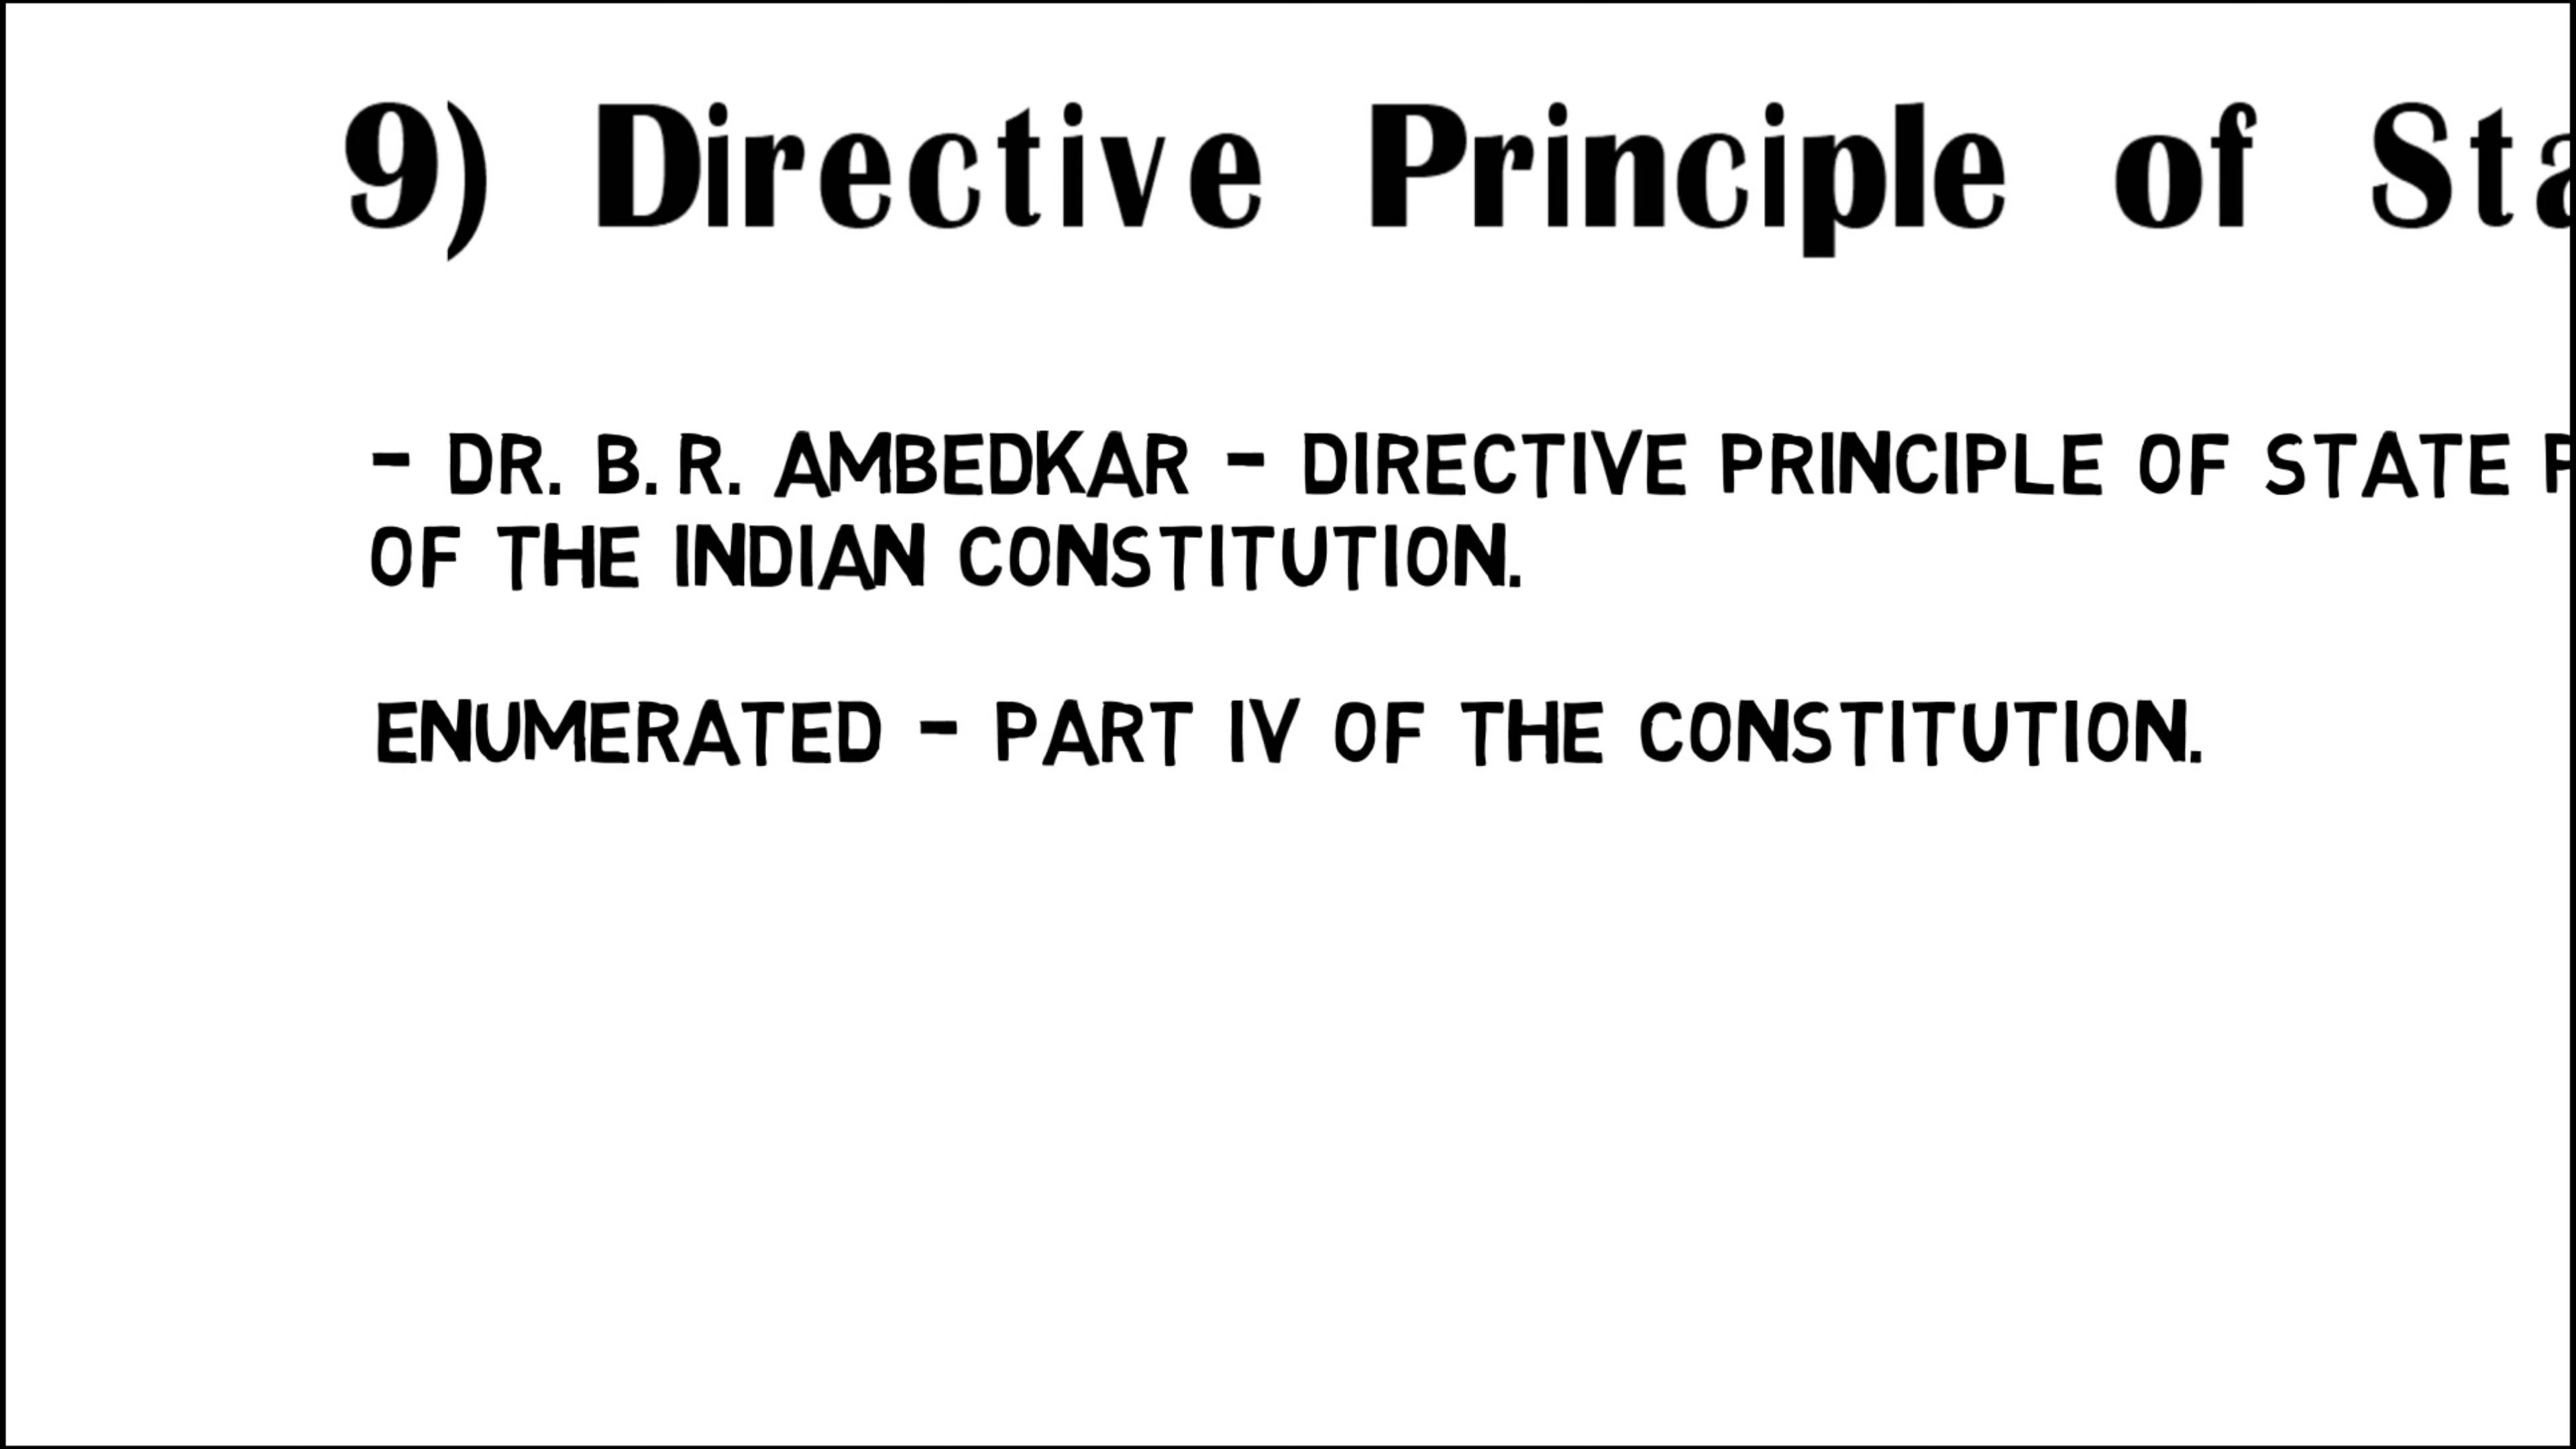 9) Directive Principle of Sta
- DR. B. R. AMBEDKAR - DIRECTIVE PRINCIPLE OF STATE P
OF THE INDIAN CONSTITUTION.
ENUMERATED - PART IV OF THE CONSTITUTION.